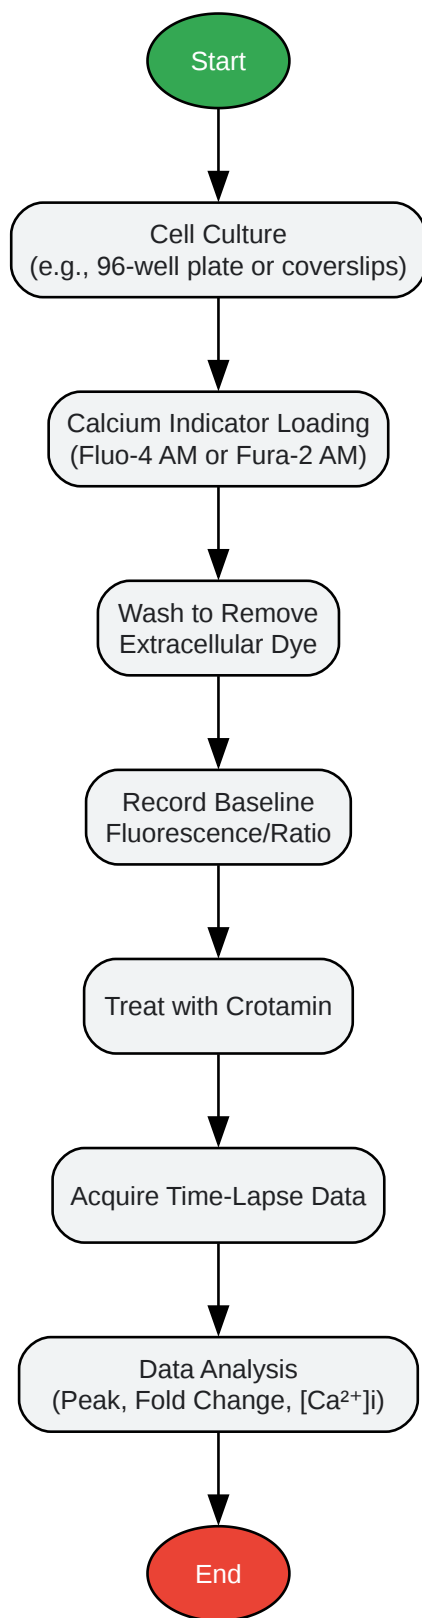 Start
Cell Culture
(e.g., 96-well plate or coverslips)
Calcium Indicator Loading
(Fluo-4 AM or Fura-2 AM)
Wash to Remove
Extracellular Dye
Record Baseline
Fluorescence/Ratio
Treat with Crotamin
Acquire Time-Lapse Data
Data Analysis
(Peak, Fold Change, [Ca²⁺]i)
End